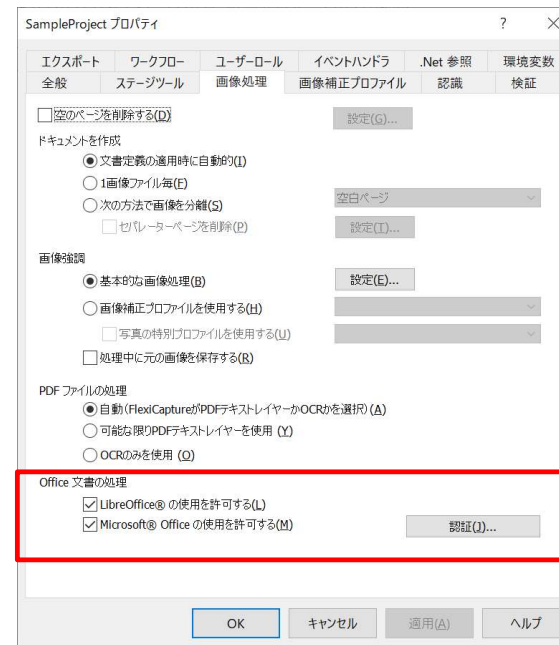 SampleProject プロパティ ? ×
エクスポート ワークフロー ユーザーロール イベントハンドラ .Net 参照 環境変数
全般 ステージツール 画像処理 画像補正プロファイル 認識 検証
空のページを削除する(D) 設定(G)...
ドキュメントを作成
文書定義の適用時に自動的(I)
1画像ファイル毎(F)
次の方法で画像を分離(S) 空白ページ
セパレーターページを削除(P) 設定(T)...
画像強調
基本的な画像処理(B) 設定(E)...
画像補正プロファイルを使用する(H)
写真の特別プロファイルを使用する(U)
処理中に元の画像を保存する(R)
PDF ファイルの処理
自動(FlexiCaptureがPDFテキストレイヤーかOCRかを選択)(A)
可能な限りPDFテキストレイヤーを使用 (Y)
OCRのみを使用 (O)
Office 文書の処理
LibreOffice® の使用を許可する(L)
Microsoft® Office の使用を許可する(M) 認証(J)...
OK キャンセル 適用(A) ヘルプ